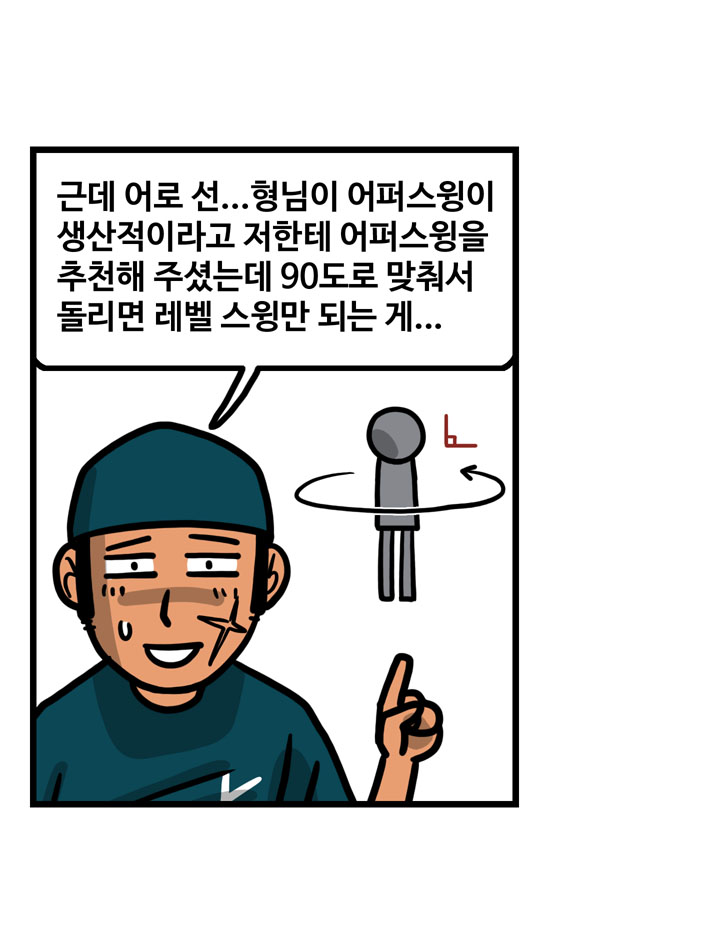 근데 어로 선...형님이 어퍼스윙이
생산적이라고 저한테 어퍼스윙을
추천해 주셨는데 90도로 맞춰서
돌리면 레벨 스윙만 되는 게...